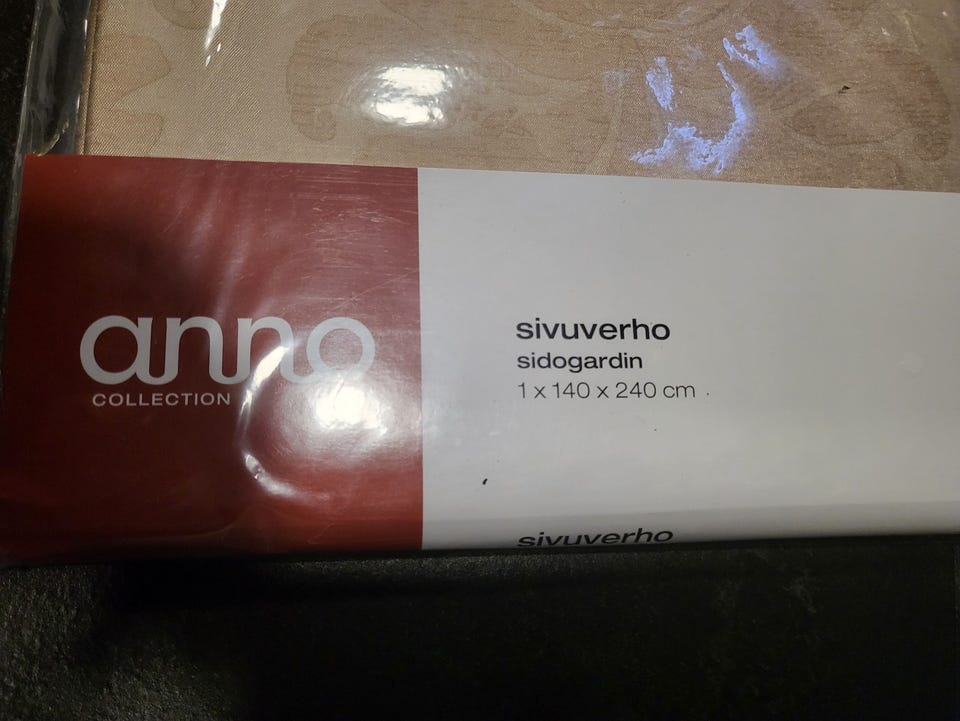 anno
COLLECTION
sivuverho
sidogardin
1 x 140 x 240 cm
sivuverho